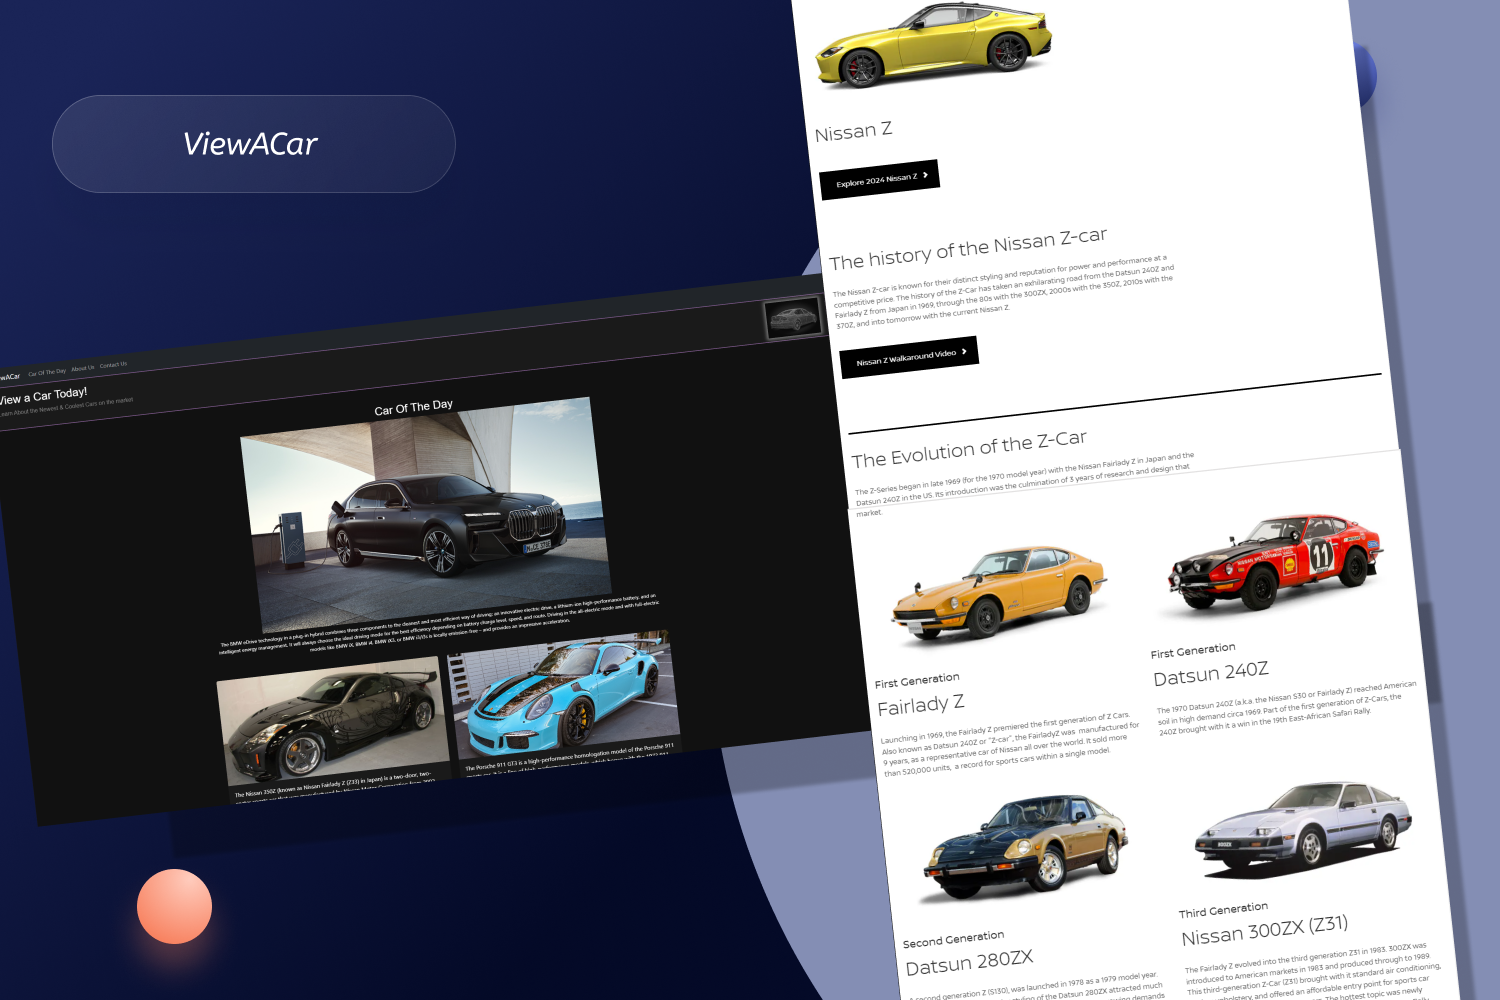 ViewACar
wACar Car Of The Day About Us Contact Us
View a Car Today!
Learn About the Newest & Coolest Cars on the market
Car Of The Day
The BMW eDrive technology in a plug-in hybrid combines three components to the cleanest and most efficient way of driving: an innovative electric drive, a lithium-ion high-performance battery, and an
intelligent energy management. It will always choose the ideal driving mode for the best efficiency depending on battery charge level, speed, and route. Driving in the all-electric mode and with full-electric
models like BMW iX, BMW i4, BMW iX3, or BMW i3/i3s is locally emission-free – and provides an impressive acceleration.
The Nissan 350Z (known as Nissan Fairlady Z (Z33) in Japan) is a two-door, two-
The Porsche 911 GT3 is a high-performance homologation model of the Porsche 911
Nissan Z
Explore 2024 Nissan Z
The history of the Nissan Z-car
The Nissan Z-car is known for their distinct styling and reputation for power and performance at a
competitive price. The history of the Z-Car has taken an exhilarating road from the Datsun 240Z and
Fairlady Z from Japan in 1969, through the 80s with the 300ZX, 2000s with the 350Z, 2010s with the
370Z, and into tomorrow with the current Nissan Z.
Nissan Z Walkaround Video
The Evolution of the Z-Car
The Z-Series began in late 1969 (for the 1970 model year) with the Nissan Fairlady Z in Japan and the
Datsun 240Z in the US. Its introduction was the culmination of 3 years of research and design that
market.
11
First Generation
Fairlady Z
Launching in 1969, the Fairlady Z premiered the first generation of Z Cars.
Also known as Datsun 240Z or "Z-car", the FairladyZ was manufactured for
9 years, as a representative car of Nissan all over the world. It sold more
than 520,000 units, a record for sports cars within a single model.
First Generation
Datsun 240Z
The 1970 Datsun 240Z (a.k.a. the Nissan S30 or Fairlady Z) reached American
soil in high demand circa 1969. Part of the first generation of Z-Cars, the
240Z brought with it a win in the 19th East-African Safari Rally.
Second Generation
Datsun 280ZX
second generation Z (S130), was launched in 1978 as a 1979 model year.
styling of the Datsun 280ZX attracted much
demands
300ZX
Third Generation
Nissan 300ZX (Z31)
The Fairlady Z evolved into the third generation Z31 in 1983. 300ZX was
introduced to American markets in 1983 and produced through to 1989.
This third-generation Z-Car (Z31) brought with it standard air conditioning,
upholstery, and offered an affordable entry point for sports car
The hottest topic was newly